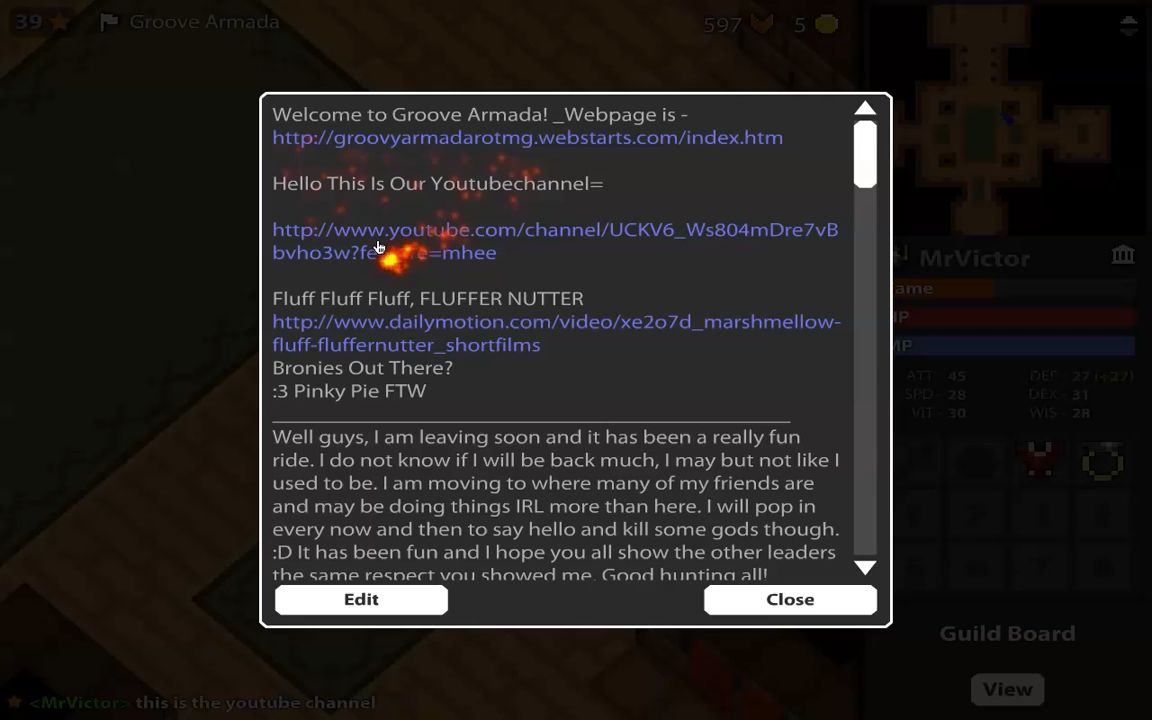 39
Groove Armada
597
5
Welcome to Groove Armada! _Webpage is -
http://groovyarmadarotmg.webstarts.com/index.htm
Hello This Is Our Youtubechannel=
http://www.youtube.com/channel/UCKV6_Ws804mDre7vB
bvho3w?fe re=mhee
Fluff Fluff Fluff, FLUFFER NUTTER
http://www.dailymotion.com/video/xe2o7d_marshmellow-
fluff-fluffernutter_shortfilms
Bronies Out There?
:3 Pinky Pie FTW
Well guys, I am leaving soon and it has been a really fun
ride. I do not know if I will be back much, I may but not like I
used to be. I am moving to where many of my friends are
and may be doing things IRL more than here. I will pop in
every now and then to say hello and kill some gods though.
:D It has been fun and I hope you all show the other leaders
the same respect you showed me. Good hunting all!
Edit
Close
MrVictor
ame
HP
MP
ATT - 45
DEF - 27 (+27)
SPD - 28
DEX - 31
VIT - 30
WIS - 28
Guild Board
View
<MrVictor> this is the youtube channel